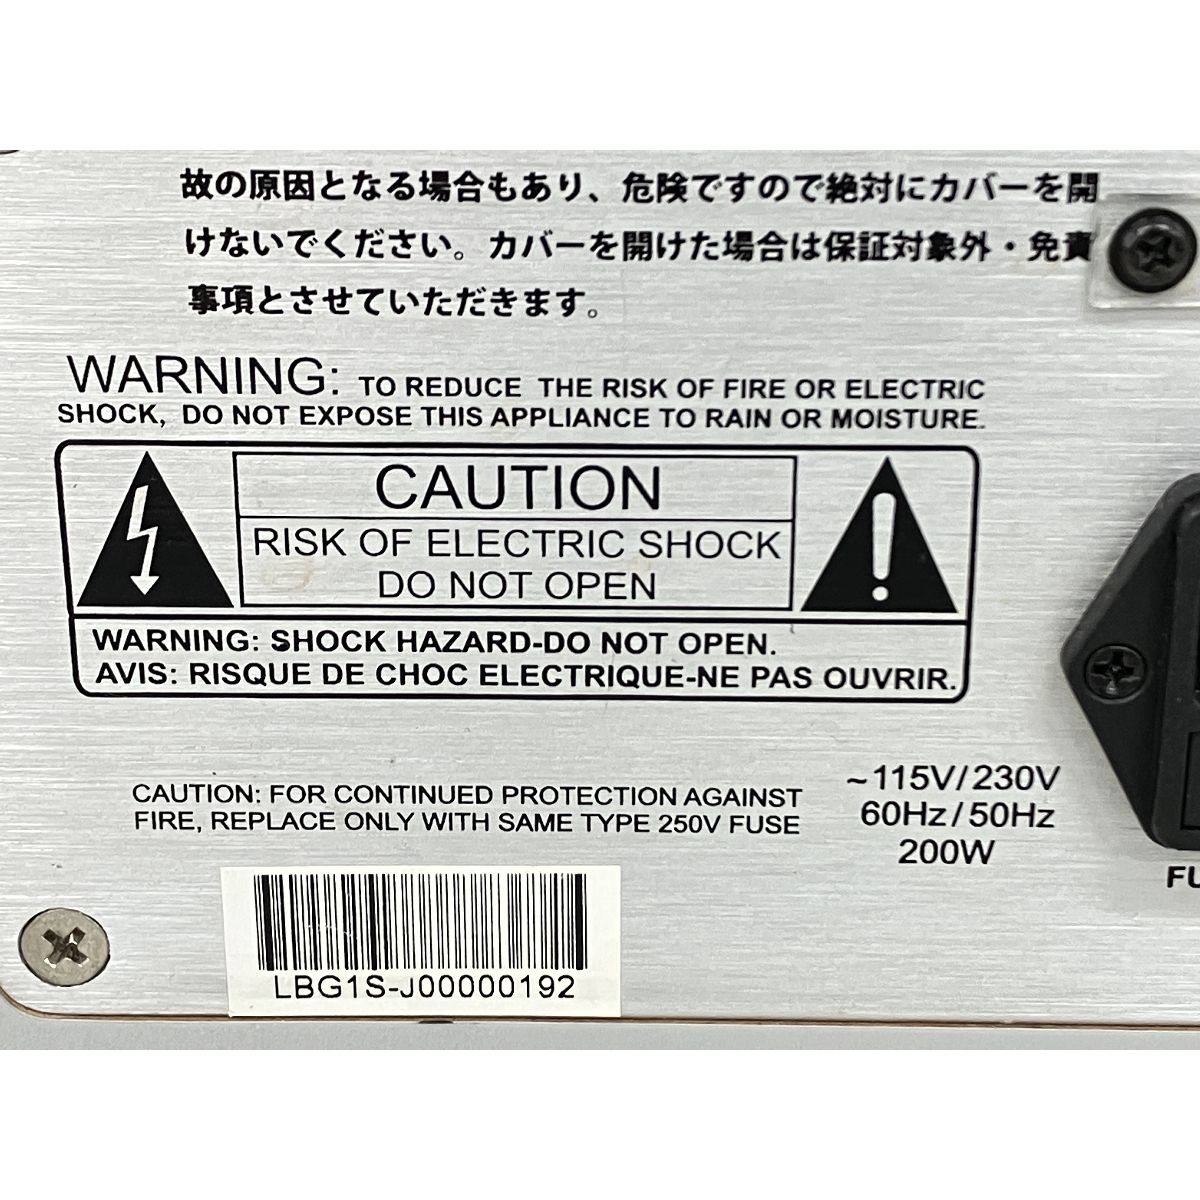 故の原因となる場合もあり、危険ですので絶対にカバーを開
けないでください。カバーを開けた場合は保証対象外・免責
事項とさせていただきます。
WARNING: TO REDUCE THE RISK OF FIRE OR ELECTRIC
SHOCK, DO NOT EXPOSE THIS APPLIANCE TO RAIN OR MOISTURE.
CAUTION
RISK OF ELECTRIC SHOCK
DO NOT OPEN
WARNING: SHOCK HAZARD-DO NOT OPEN.
AVIS: RISQUE DE CHOC ELECTRIQUE-NE PAS OUVRIR.
CAUTION: FOR CONTINUED PROTECTION AGAINST
FIRE, REPLACE ONLY WITH SAME TYPE 250V FUSE
~115V/230V
60Hz/50Hz
200W
LBG1S-J00000192